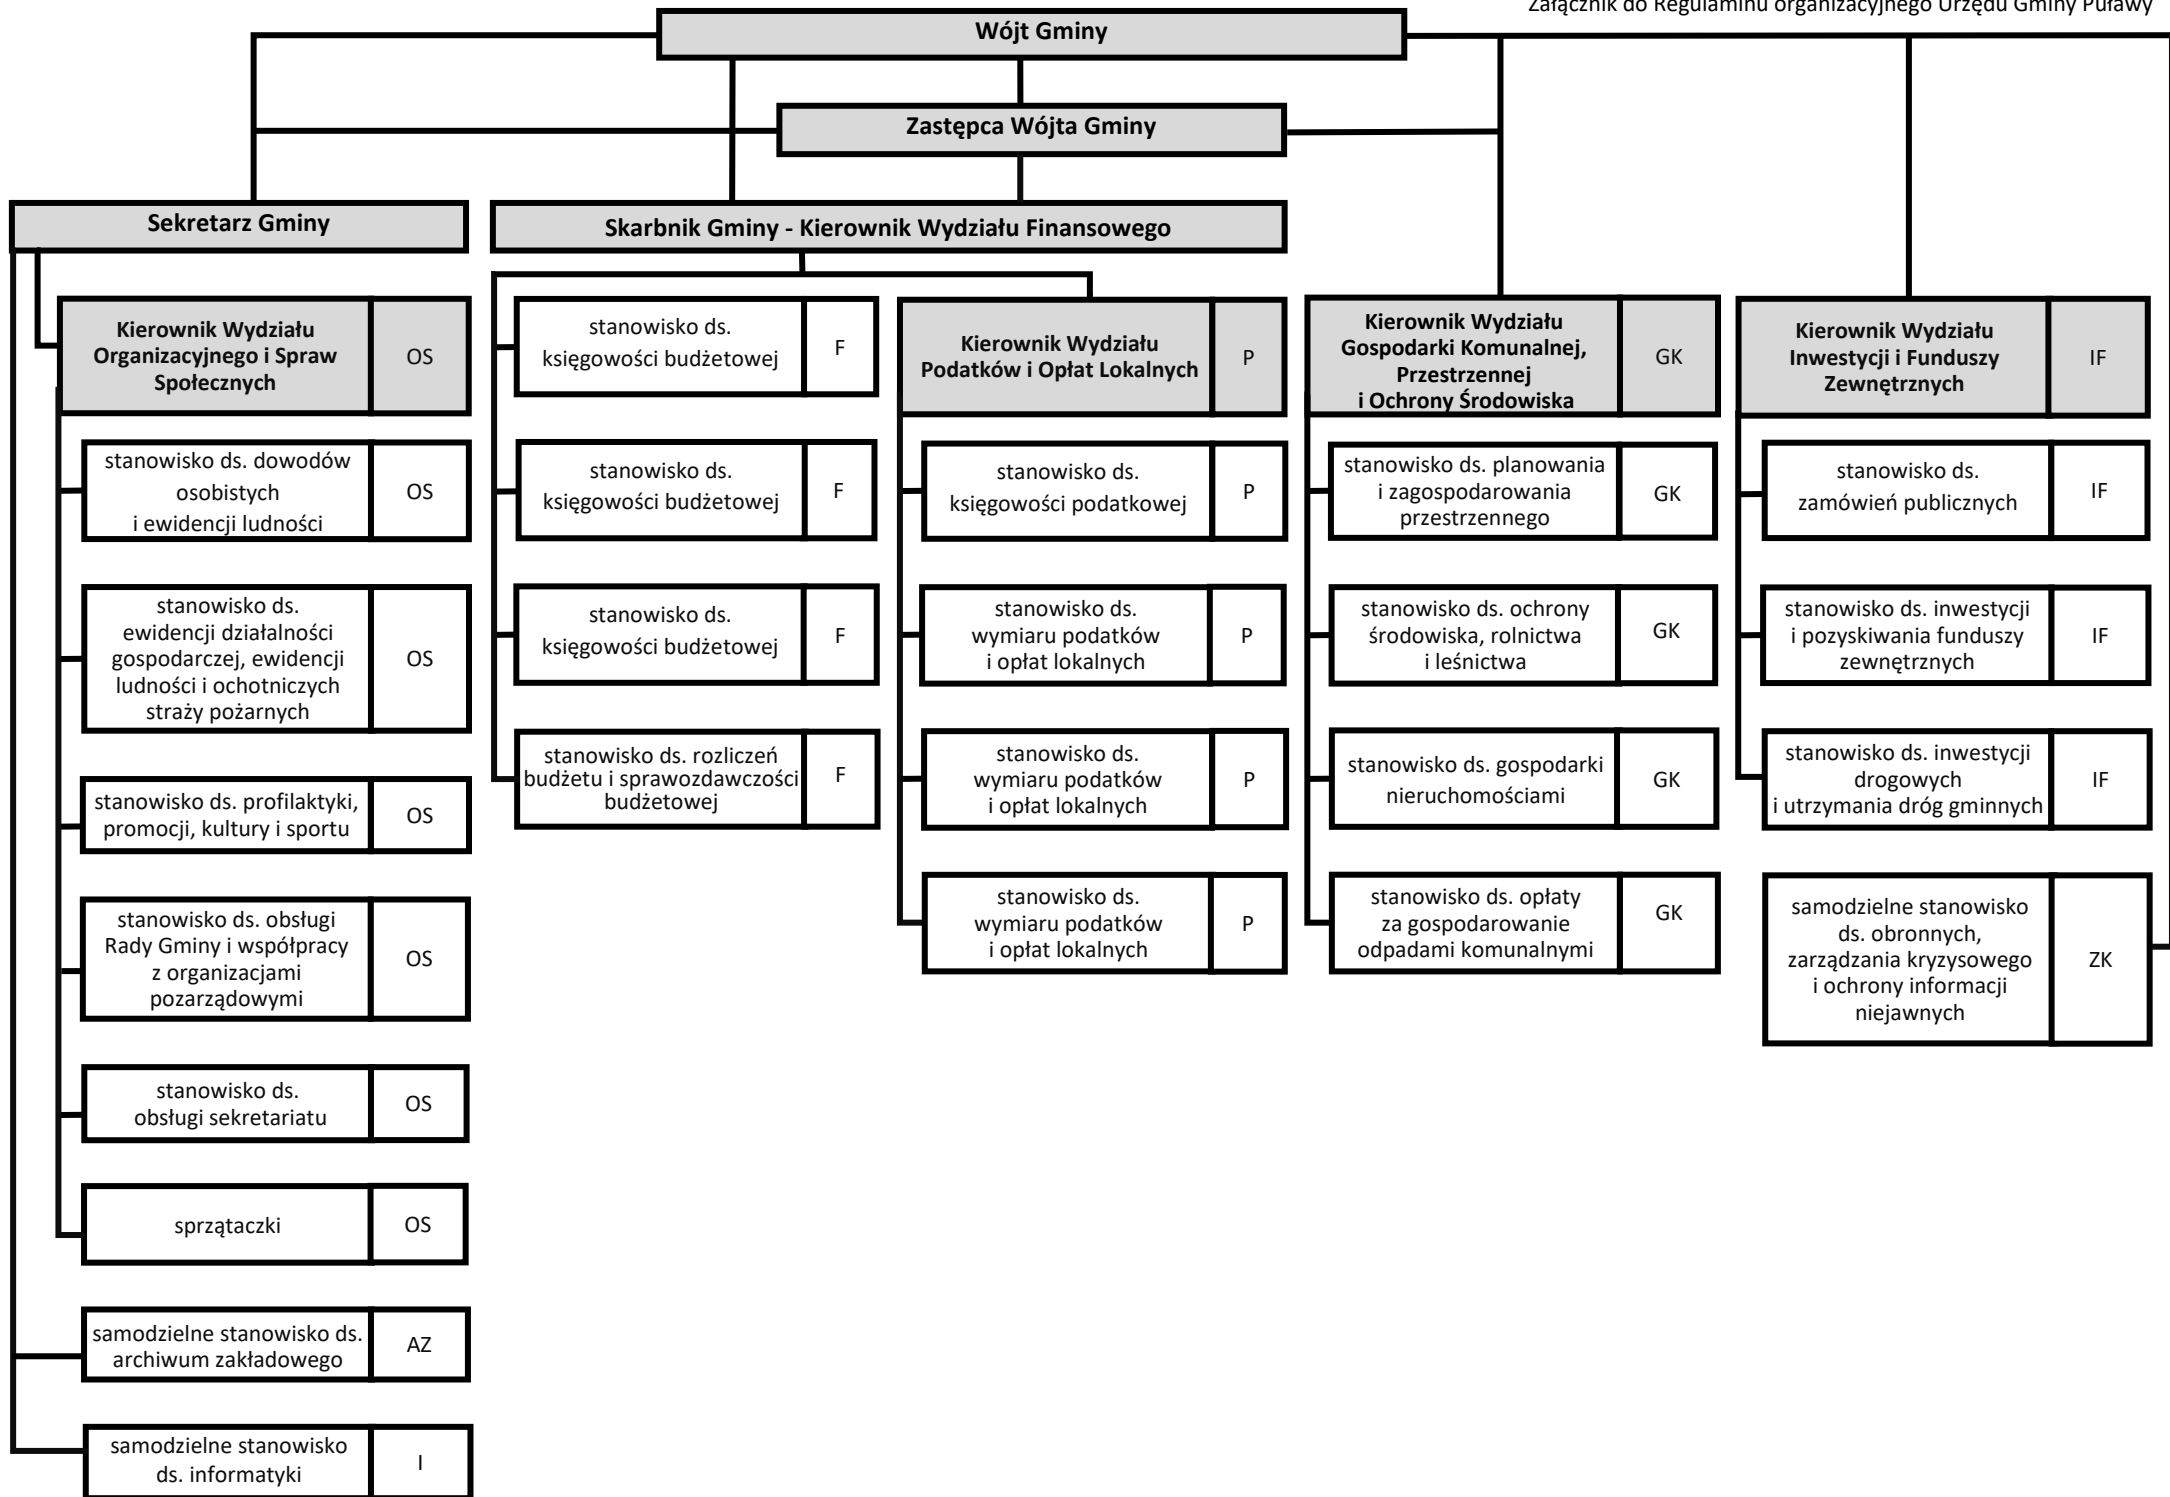 Załącznik do Regulaminu organizacyjnego Urzędu Gminy Puławy
Wójt Gminy
Zastępca Wójta Gminy
Sekretarz Gminy
Skarbnik Gminy - Kierownik Wydziału Finansowego
Kierownik Wydziału
Organizacyjnego i Spraw
Społecznych
OS
stanowisko ds. dowodów
osobistych
i ewidencji ludności
OS
stanowisko ds.
ewidencji działalności
gospodarczej, ewidencji
ludności i ochotniczych
straży pożarnych
OS
stanowisko ds. profilaktyki,
promocji, kultury i sportu
OS
stanowisko ds. obsługi
Rady Gminy i współpracy
z organizacjami
pozarządowymi
OS
stanowisko ds.
obsługi sekretariatu
OS
sprzątaczki
OS
samodzielne stanowisko ds.
archiwum zakładowego
AZ
samodzielne stanowisko
ds. informatyki
I
stanowisko ds.
księgowości budżetowej
F
stanowisko ds.
księgowości budżetowej
F
stanowisko ds.
księgowości budżetowej
F
stanowisko ds. rozliczeń
budżetu i sprawozdawczości
budżetowej
F
Kierownik Wydziału
Podatków i Opłat Lokalnych
P
stanowisko ds.
księgowości podatkowej
P
stanowisko ds.
wymiaru podatków
i opłat lokalnych
P
stanowisko ds.
wymiaru podatków
i opłat lokalnych
P
stanowisko ds.
wymiaru podatków
i opłat lokalnych
P
Kierownik Wydziału
Gospodarki Komunalnej,
Przestrzennej
i Ochrony Środowiska
GK
stanowisko ds. planowania
i zagospodarowania
przestrzennego
GK
stanowisko ds. ochrony
środowiska, rolnictwa
i leśnictwa
GK
stanowisko ds. gospodarki
nieruchomościami
GK
stanowisko ds. opłaty
za gospodarowanie
odpadami komunalnymi
GK
Kierownik Wydziału
Inwestycji i Funduszy
Zewnętrznych
IF
stanowisko ds.
zamówień publicznych
IF
stanowisko ds. inwestycji
i pozyskiwania funduszy
zewnętrznych
IF
stanowisko ds. inwestycji
drogowych
i utrzymania dróg gminnych
IF
samodzielne stanowisko
ds. obronnych,
zarządzania kryzysowego
i ochrony informacji
niejawnych
ZK